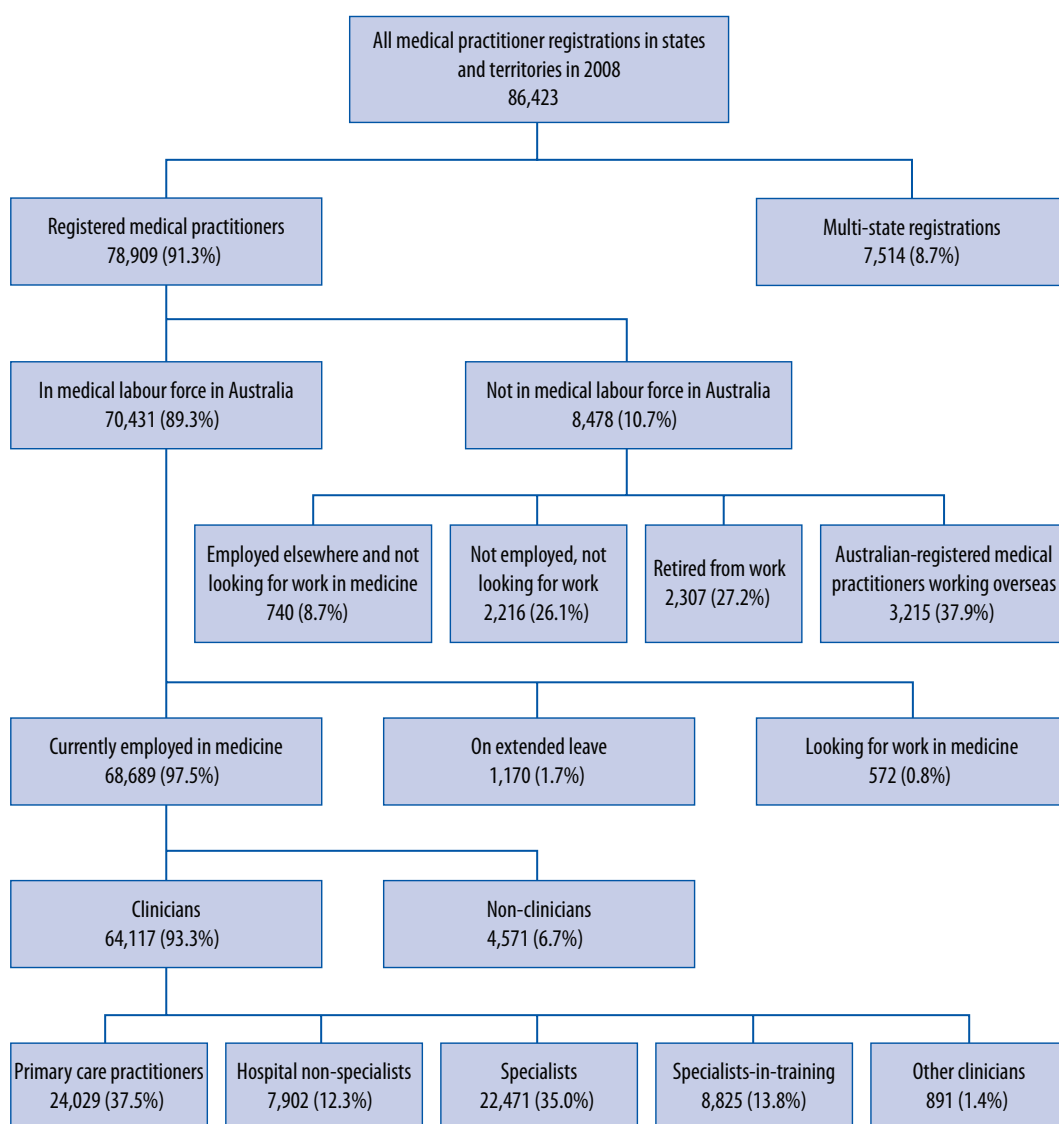 All medical practitioner registrations in states
and territories in 2008
86,423
Registered medical practitioners
78,909 (91.3%)
Multi-state registrations
7,514 (8.7%)
In medical labour force in Australia
70,431 (89.3%)
Not in medical labour force in Australia
8,478 (10.7%)
Employed elsewhere and not
looking for work in medicine
740 (8.7%)
Not employed, not
looking for work
2,216 (26.1%)
Retired from work
2,307 (27.2%)
Australian-registered medical
practitioners working overseas
3,215 (37.9%)
Currently employed in medicine
68,689 (97.5%)
On extended leave
1,170 (1.7%)
Looking for work in medicine
572 (0.8%)
Clinicians
64,117 (93.3%)
Non-clinicians
4,571 (6.7%)
Primary care practitioners
24,029 (37.5%)
Hospital non-specialists
7,902 (12.3%)
Specialists
22,471 (35.0%)
Specialists-in-training
8,825 (13.8%)
Other clinicians
891 (1.4%)